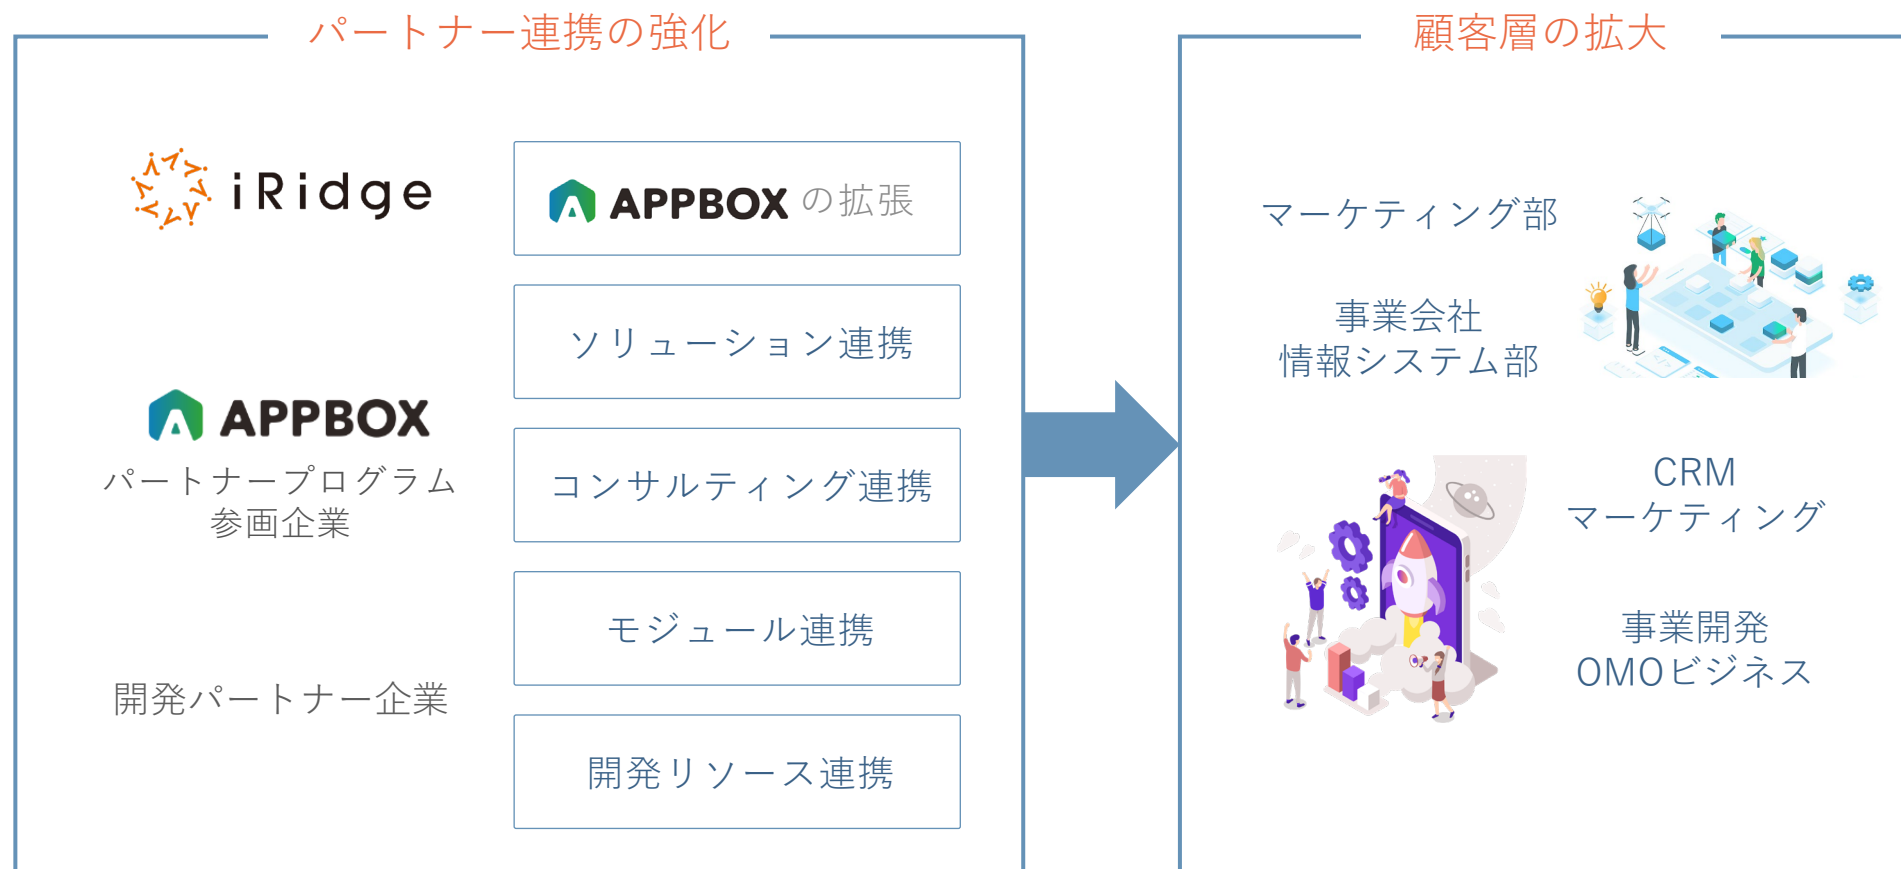 パートナー連携の強化
iRidge
APPBOX
パートナープログラム
参画企業
開発パートナー企業
APPBOX の拡張
ソリューション連携
コンサルティング連携
モジュール連携
開発リソース連携
顧客層の拡大
マーケティング部
事業会社
情報システム部
CRM
マーケティング
事業開発
OMOビジネス